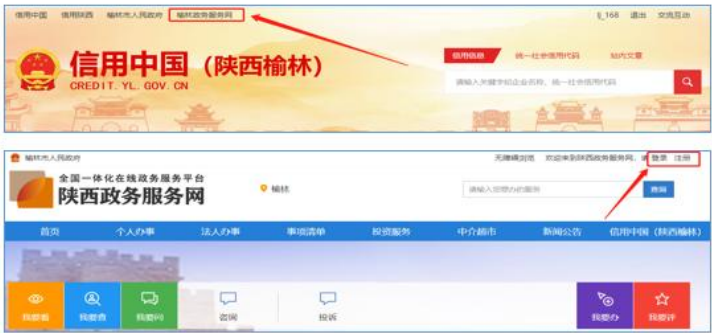 信用中国 信用陕西 榆林市人民政府 榆林政务服务网 lj_168 退出 交流互动
信用中国（陕西榆林）
CREDIT. YL. GOV. CN
信用信息 统一社会信用代码 站内文章
请输入关键字如企业名称、统一社会信用代码
榆林市人民政府 无障碍浏览 欢迎来到陕西政务服务网，请 登录 注册
全国一体化在线政务服务平台
陕西政务服务网
榆林
请输入您想办的服务 查询
首页 个人办事 法人办事 事项清单 投资服务 中介超市 新闻公告 信用中国（陕西榆林）
我要看 我要查 我要问 咨询 投诉 我要办 我要评